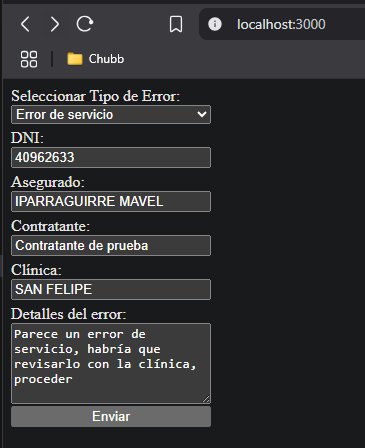 localhost:3000
Chubb
Seleccionar Tipo de Error:
Error de servicio
DNI:
40962633
Asegurado:
IPARRAGUIRRE MAVEL
Contratante:
Contratante de prueba
Clínica:
SAN FELIPE
Detalles del error:
Parece un error de
servicio, habría que
revisarlo con la clínica,
proceder
Enviar